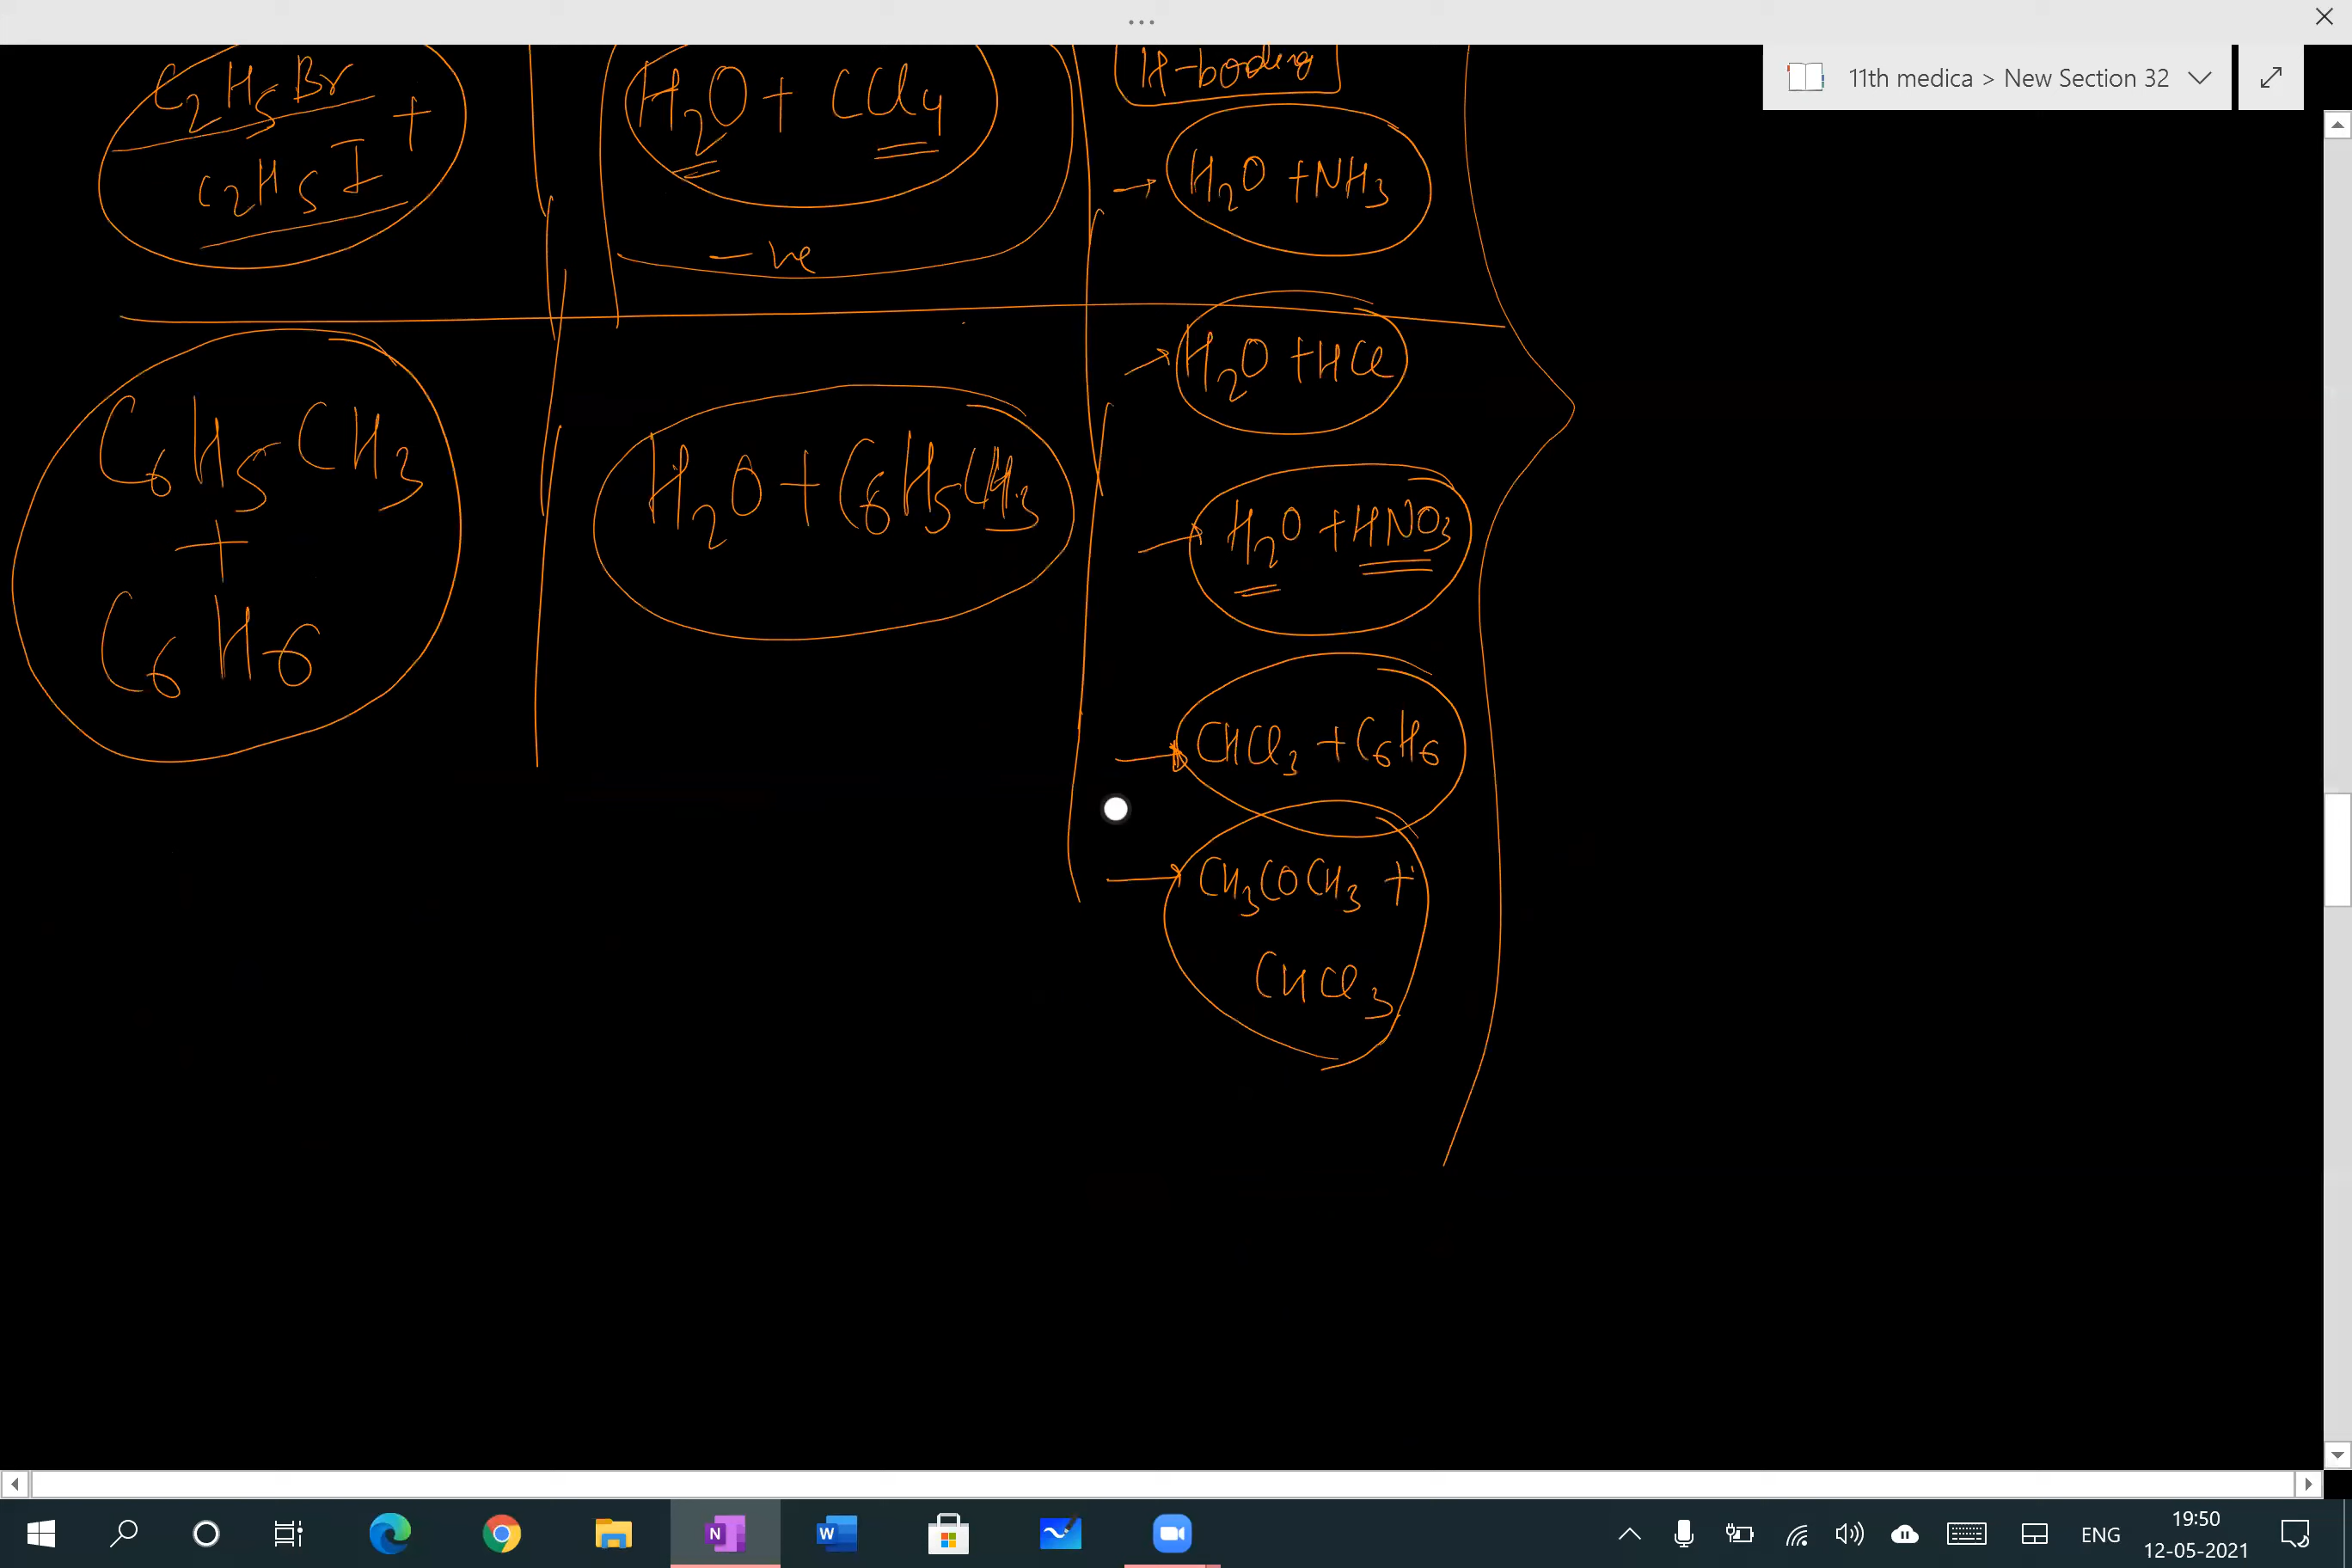 11th medica > New Section 32
C2H5Br +
C2H5I
H2O + CCl4
- ve
H-boding
H2O + NH3
H2O + HCl
H2O + HNO3
CHCl3 + C6H6
CH3COCH3 +
CHCl3
C6H5CH3
+
C6H6
H2O + C6H5CH3
ENG
19:50
12-05-2021